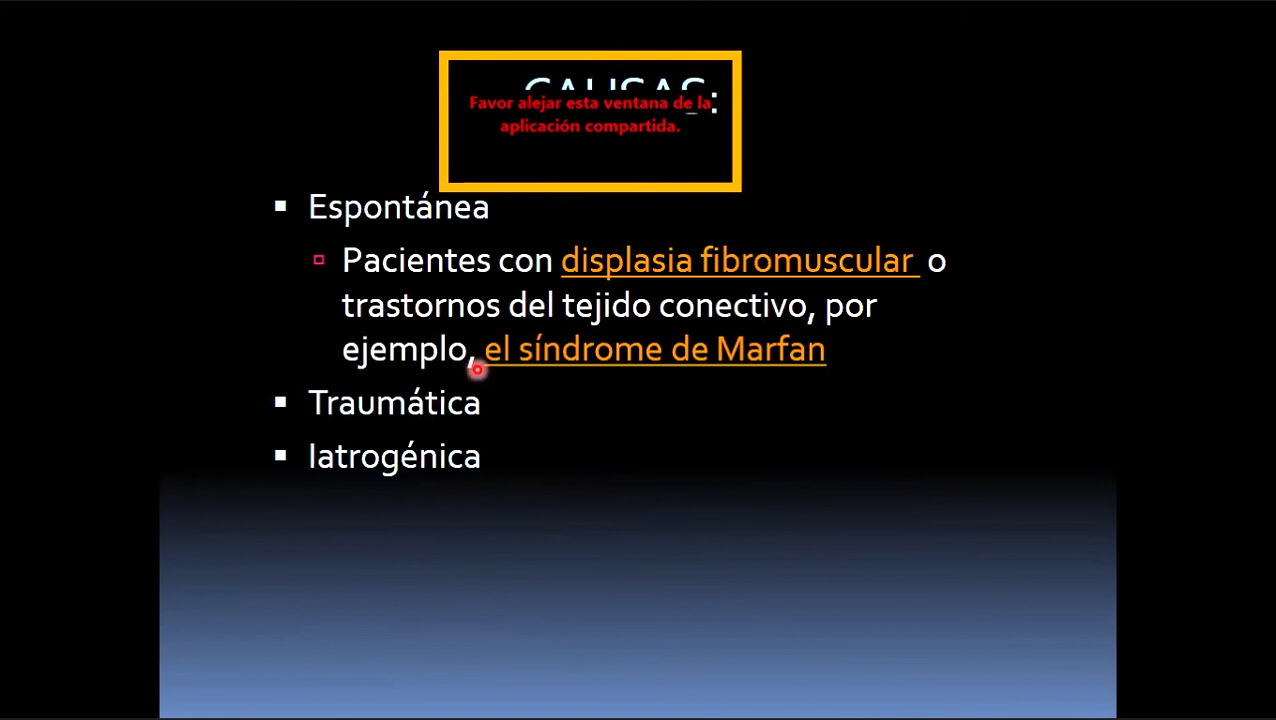 CAUSAS:
Favor alejar esta ventana de la
aplicación compartida.
Espontánea
Pacientes con displasia fibromuscular o
trastornos del tejido conectivo, por
ejemplo, el síndrome de Marfan
Traumática
Iatrogénica